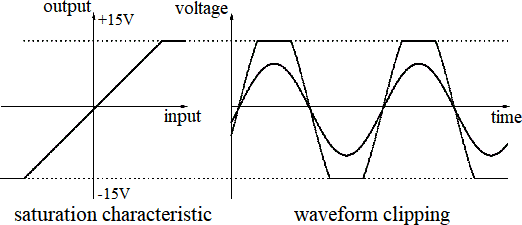 output
+15V
voltage
input
time
-15V
saturation characteristic
waveform clipping